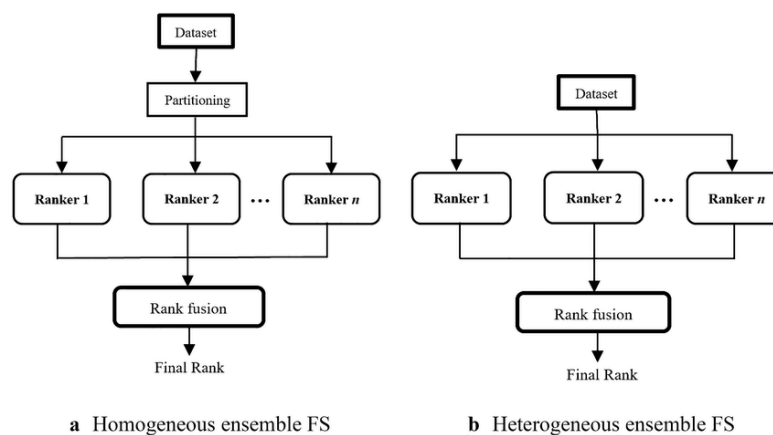 Dataset
Partitioning
Ranker 1
Ranker 2
...
Ranker n
Rank fusion
Final Rank
a Homogeneous ensemble FS
Dataset
Ranker 1
Ranker 2
...
Ranker n
Rank fusion
Final Rank
b Heterogeneous ensemble FS